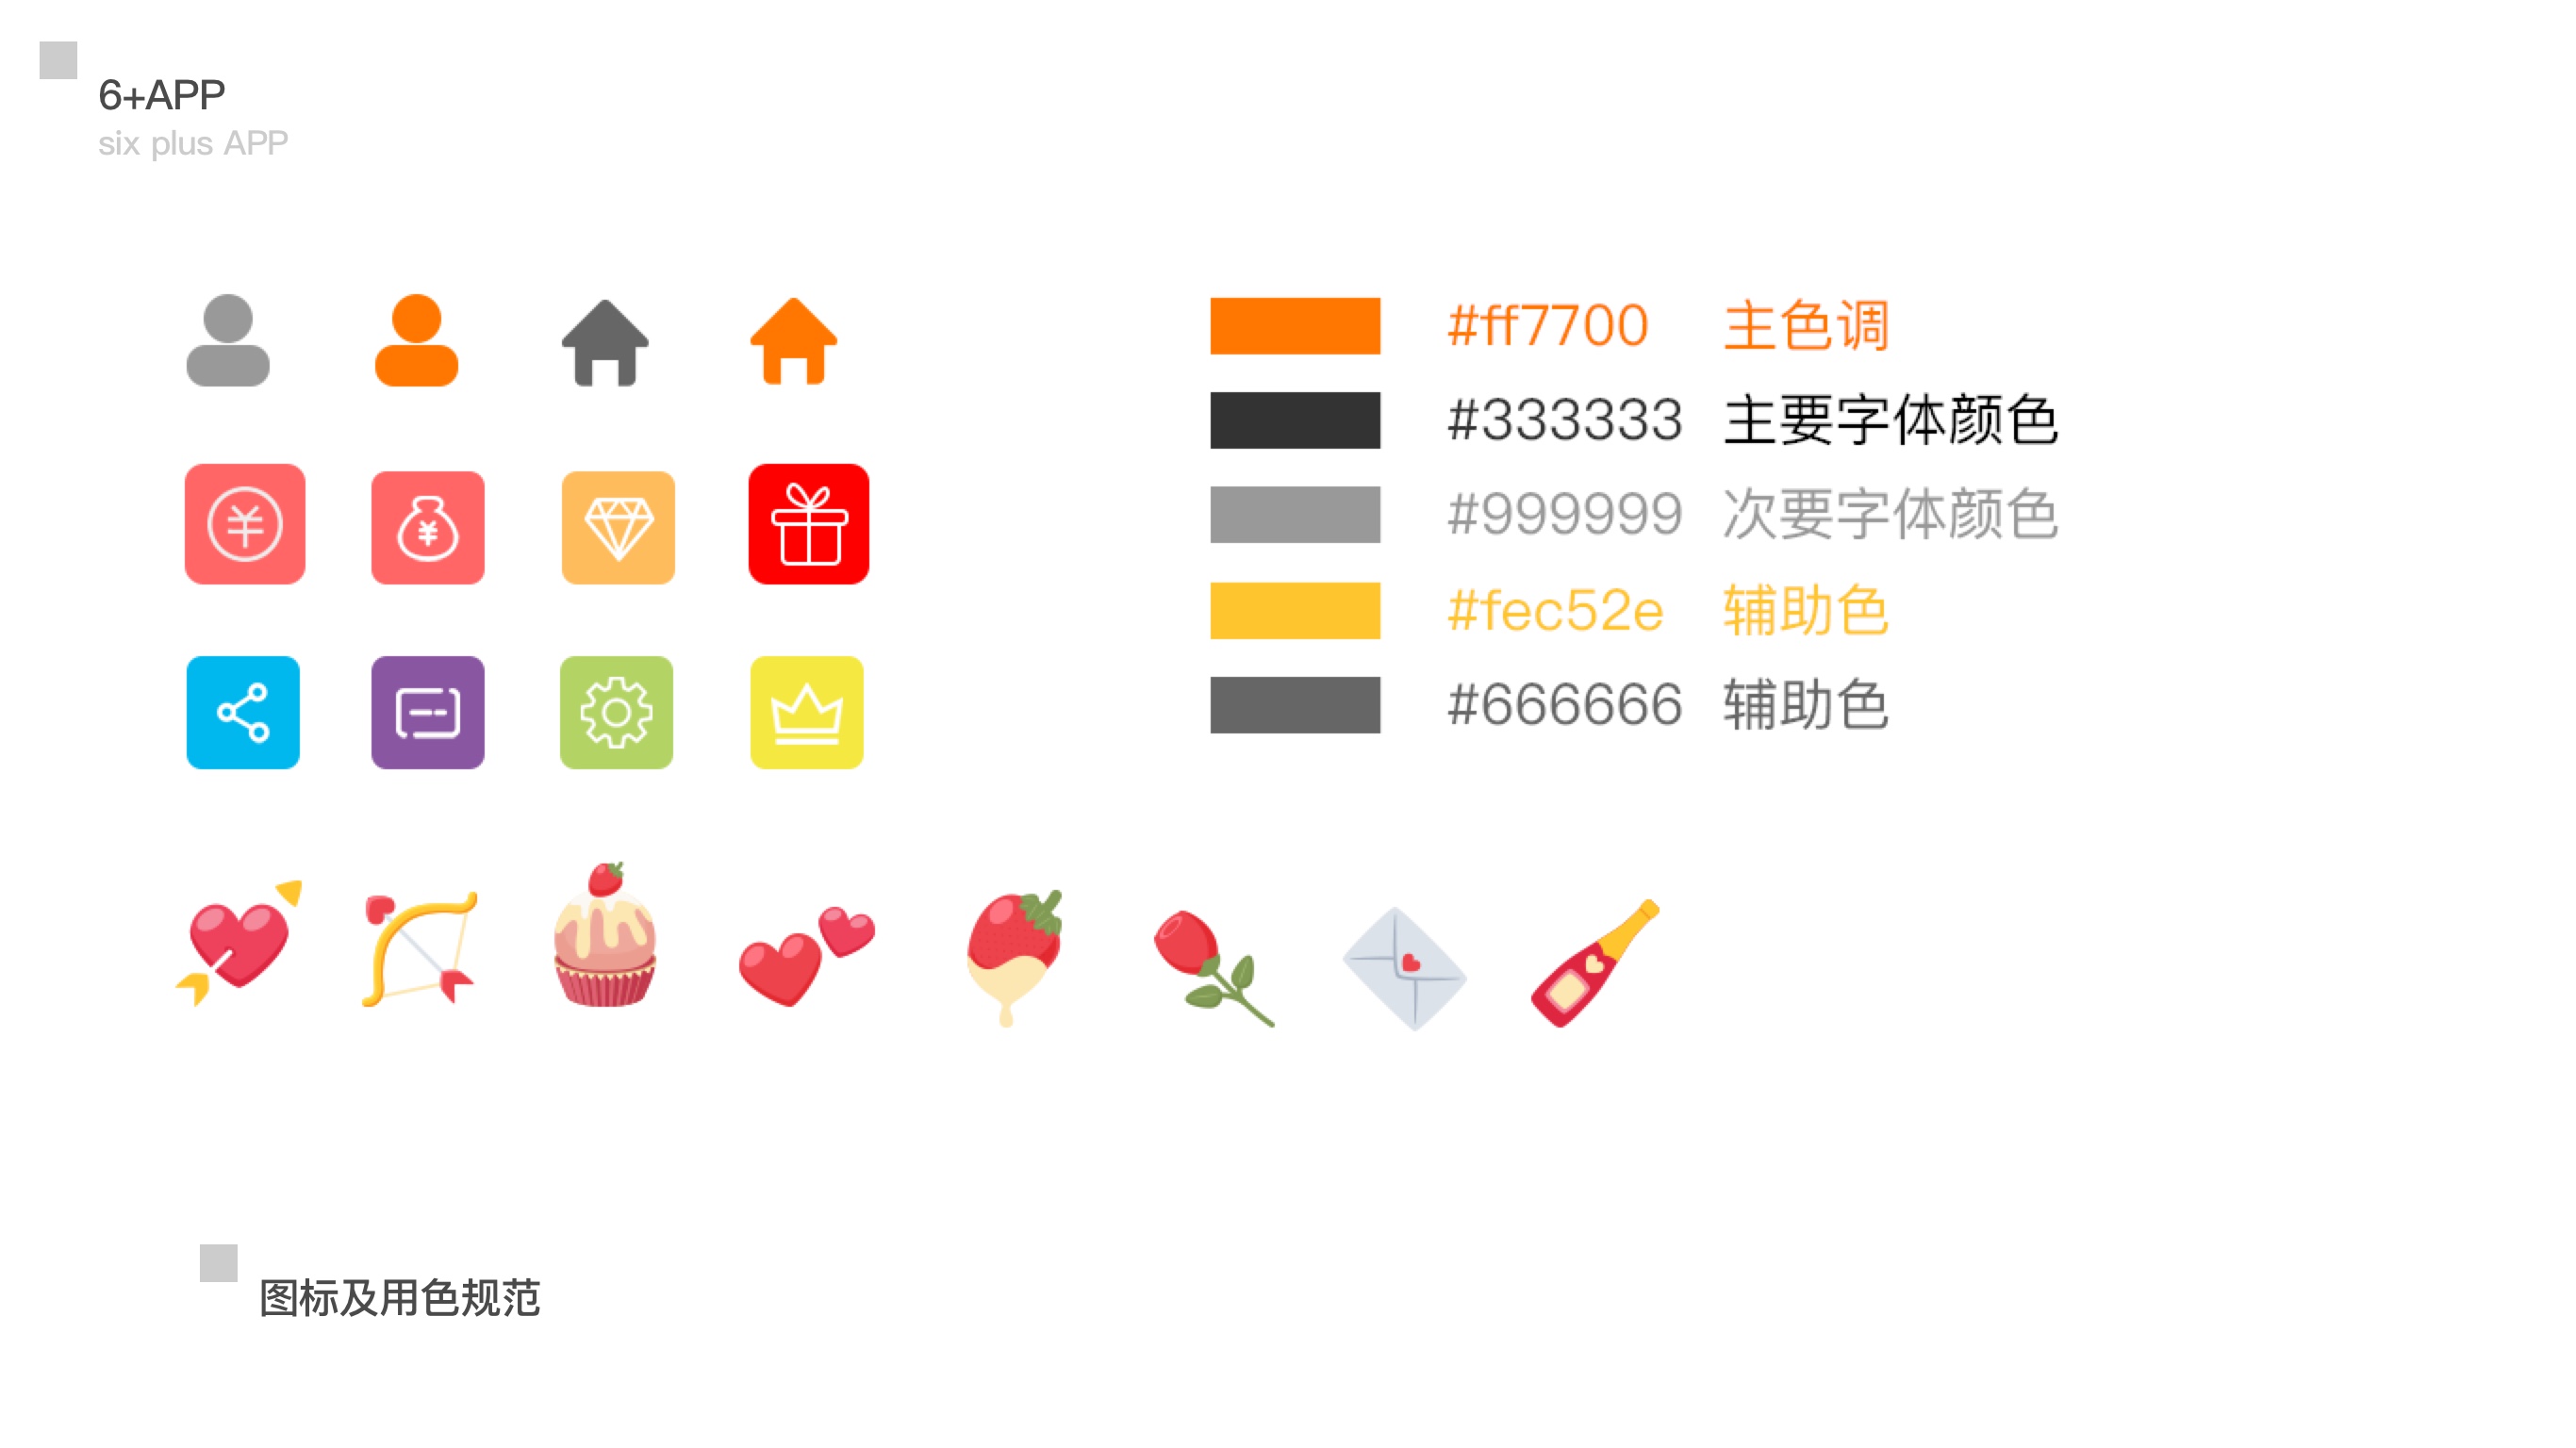 6+APP
six plus APP
#ff7700 主色调
#333333 主要字体颜色
#999999 次要字体颜色
#fec52e 辅助色
#666666 辅助色
图标及用色规范